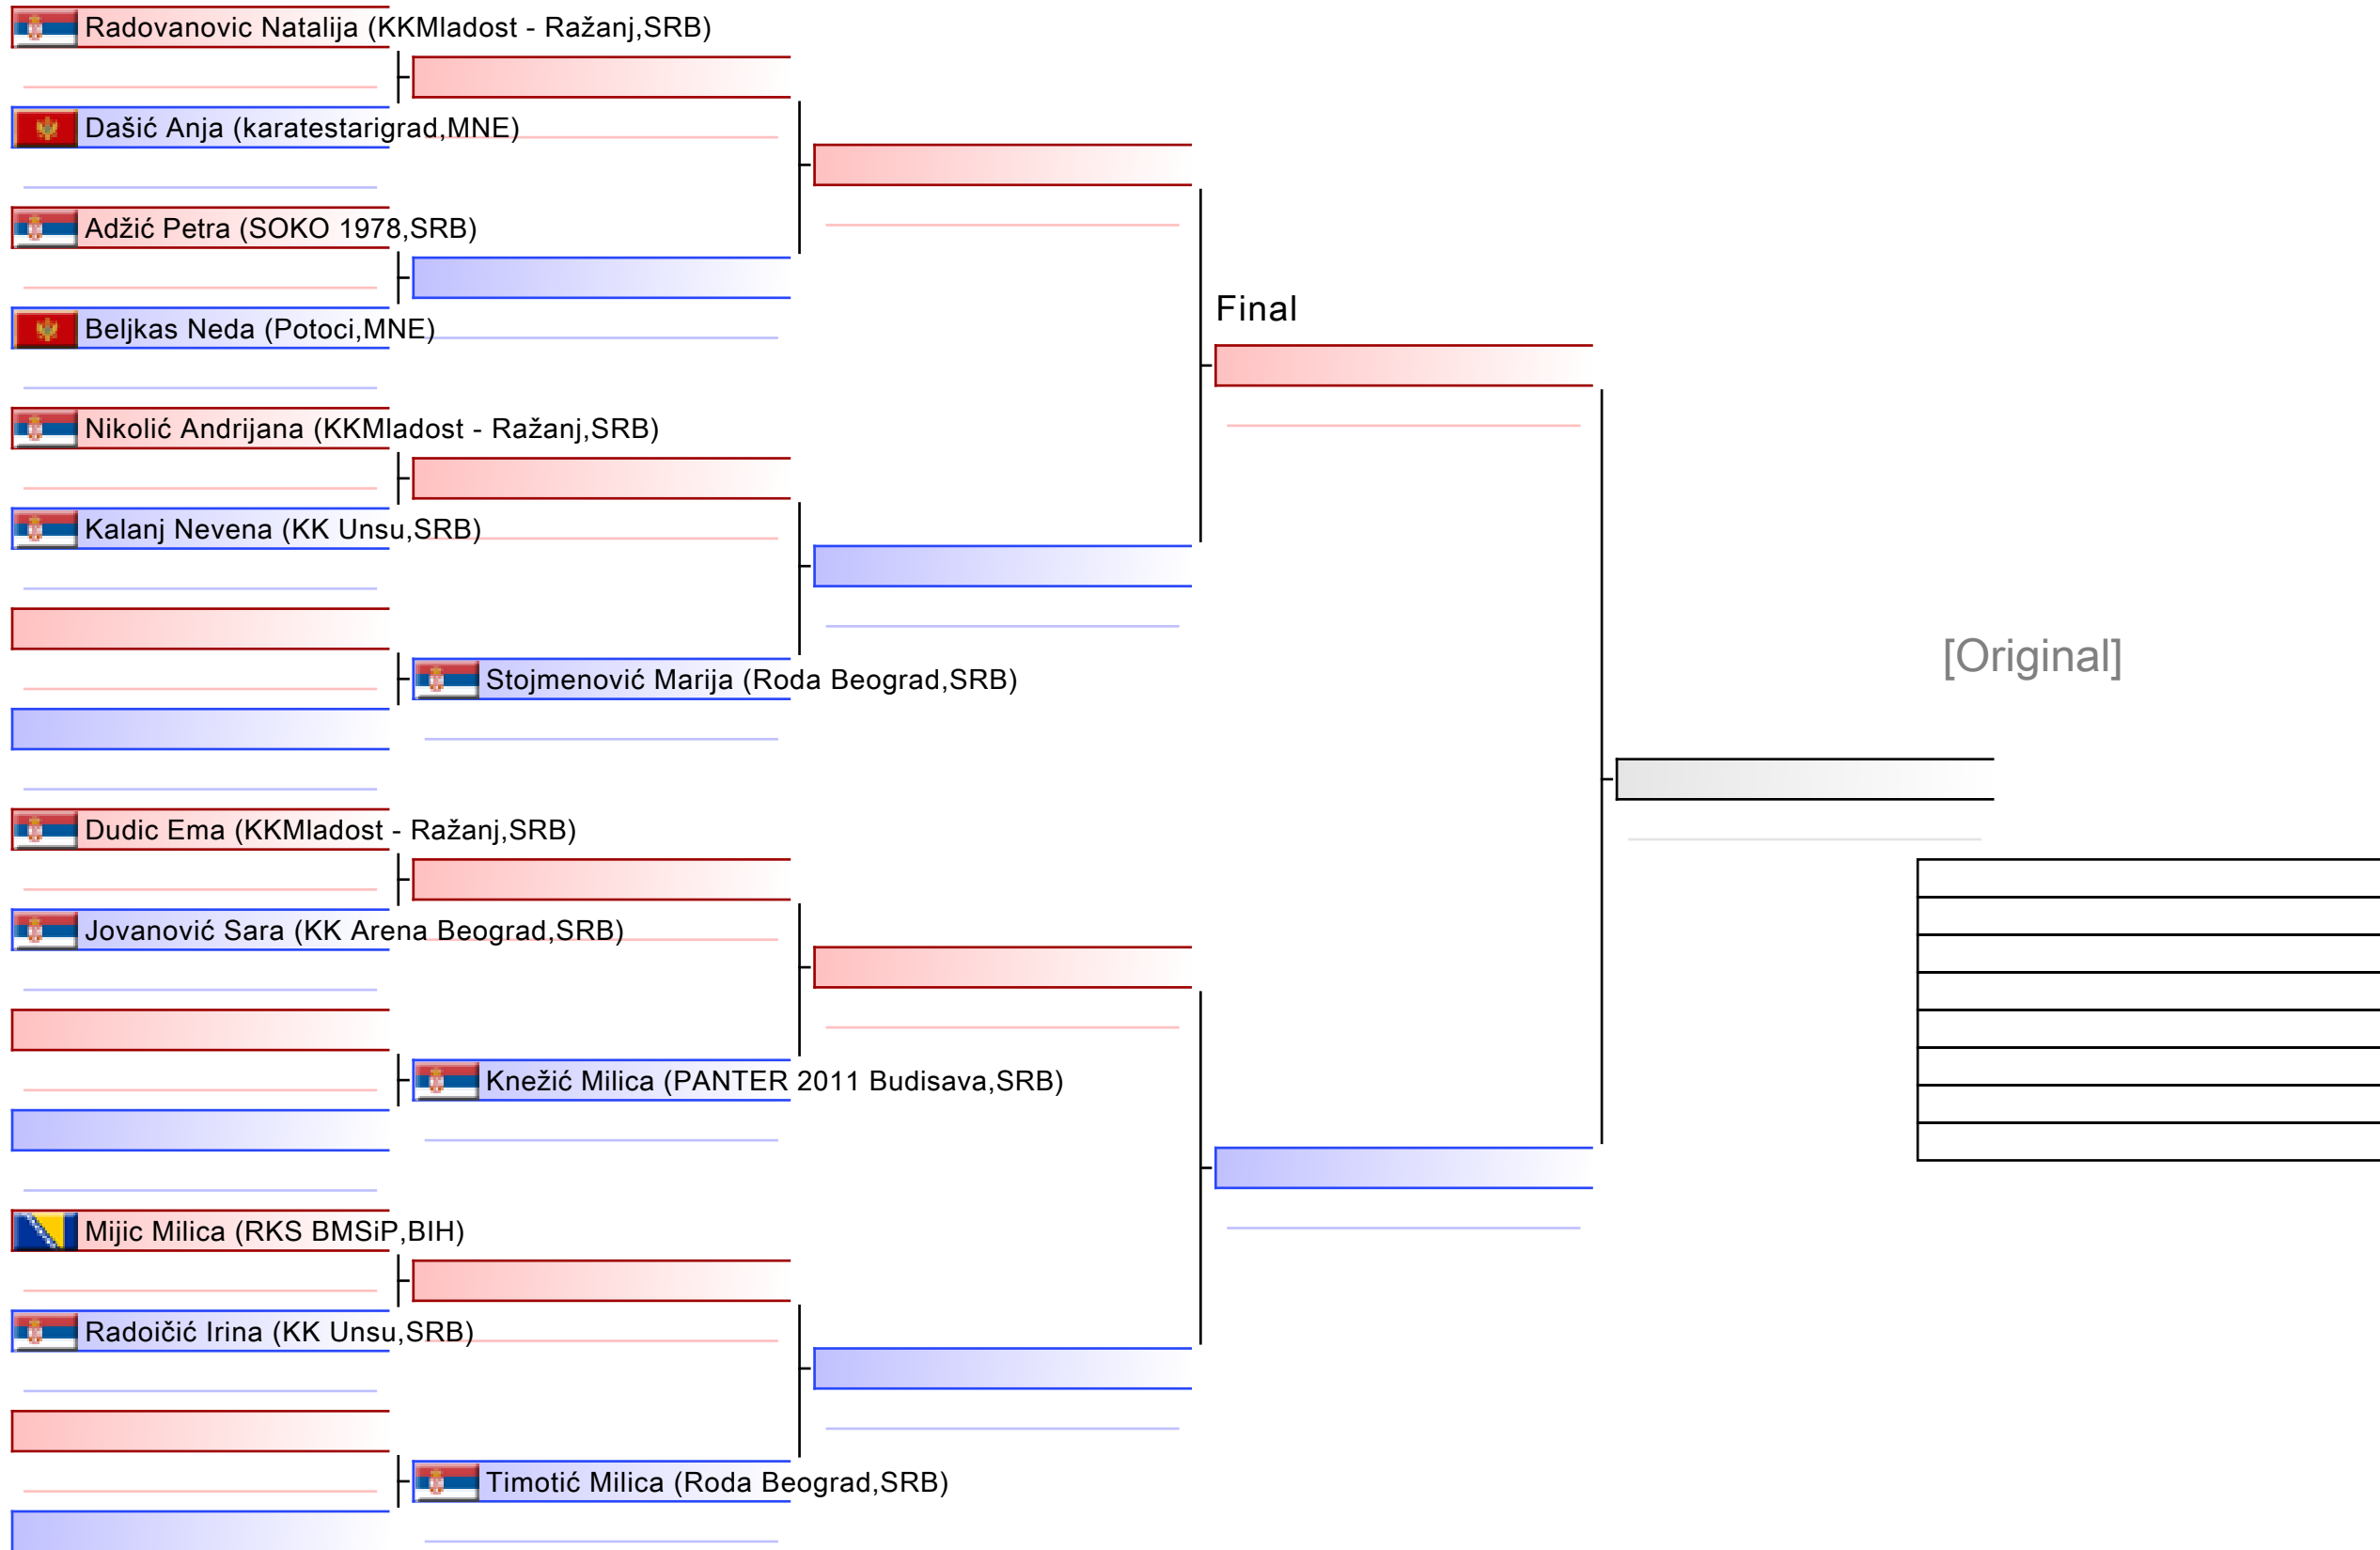 Radovanovic Natalija (KKMladost - Ražanj,SRB)
Dašić Anja (karatestarigrad,MNE)
Adžić Petra (SOKO 1978,SRB)
Final
Beljkas Neda (Potoci,MNE)
Nikolić Andrijana (KKMladost - Ražanj,SRB)
Kalanj Nevena (KK Unsu,SRB)
[Original]
Stojmenović Marija (Roda Beograd,SRB)
Dudic Ema (KKMladost - Ražanj,SRB)
Jovanović Sara (KK Arena Beograd,SRB)
Knežić Milica (PANTER 2011 Budisava,SRB)
Mijic Milica (RKS BMSiP,BIH)
Radoičić Irina (KK Unsu,SRB)
Timotić Milica (Roda Beograd,SRB)